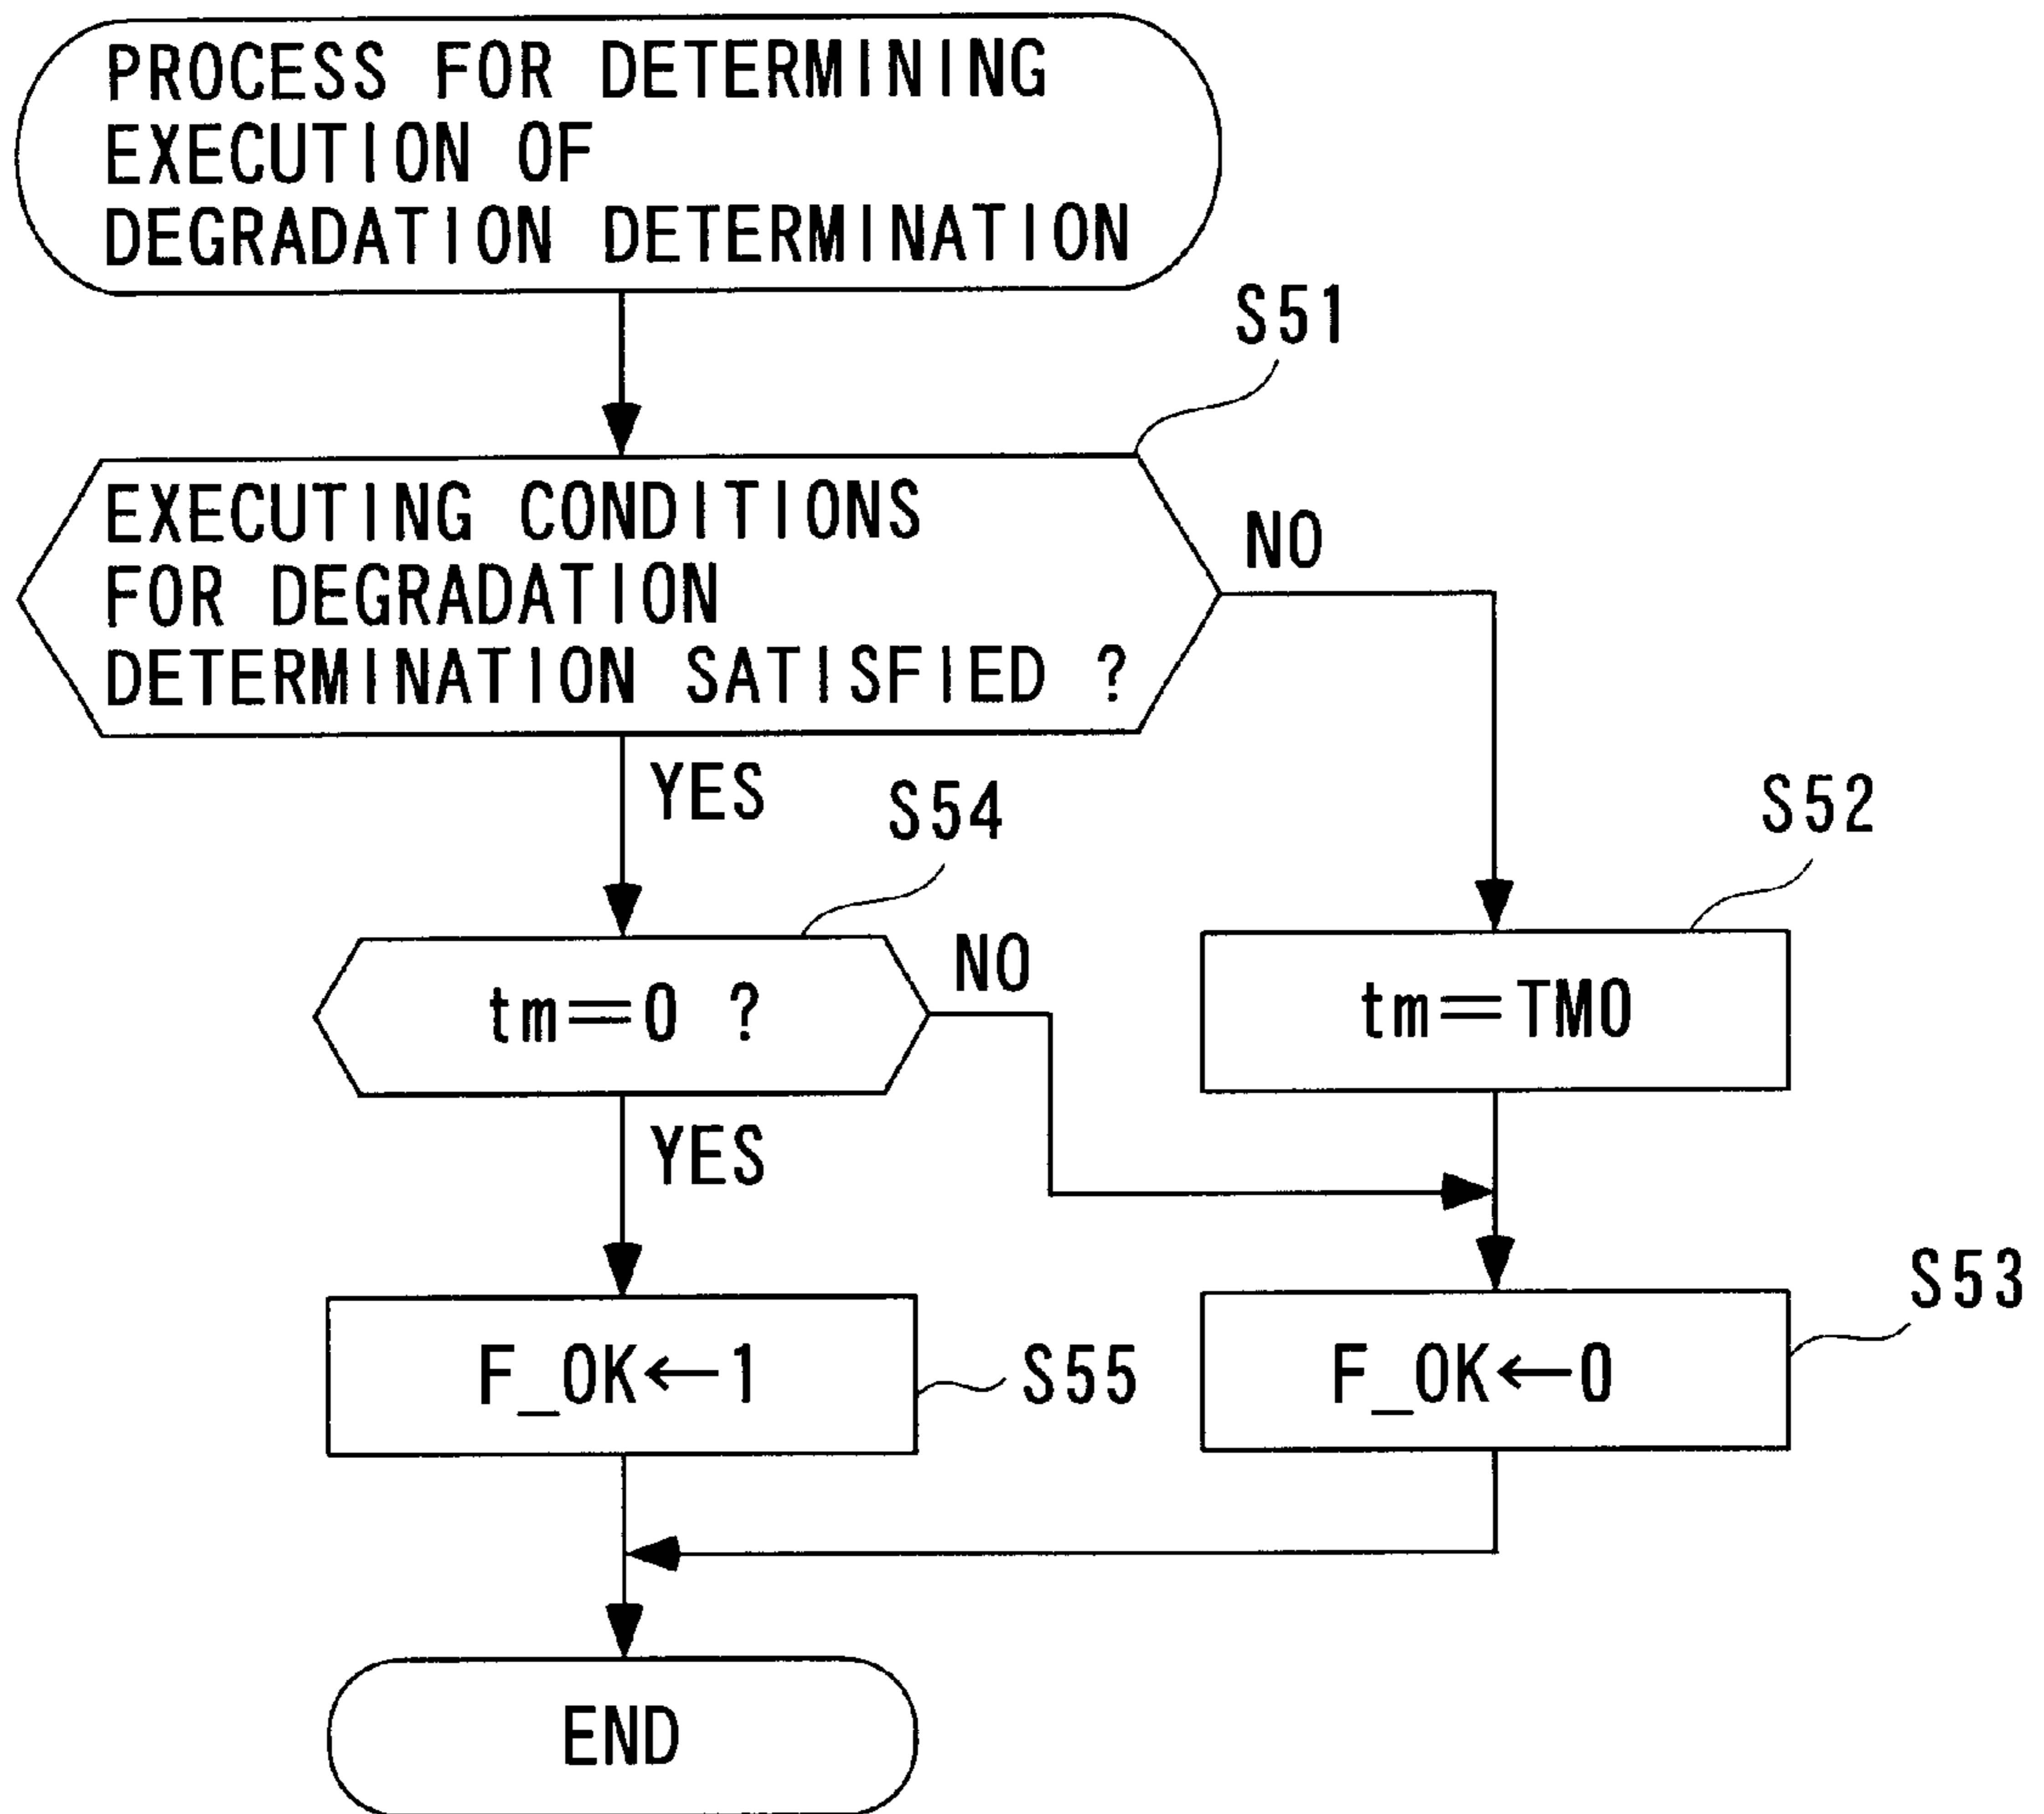 PROCESS FOR DETERMINING
EXECUTION OF
DEGRADATION DETERMINATION
S51
EXECUTING CONDITIONS
FOR DEGRADATION
DETERMINATION SATISFIED ?
NO
YES
S54
S52
tm=0 ?
NO
tm=TM0
YES
S53
F_OK←1
S55
F_OK←0
END